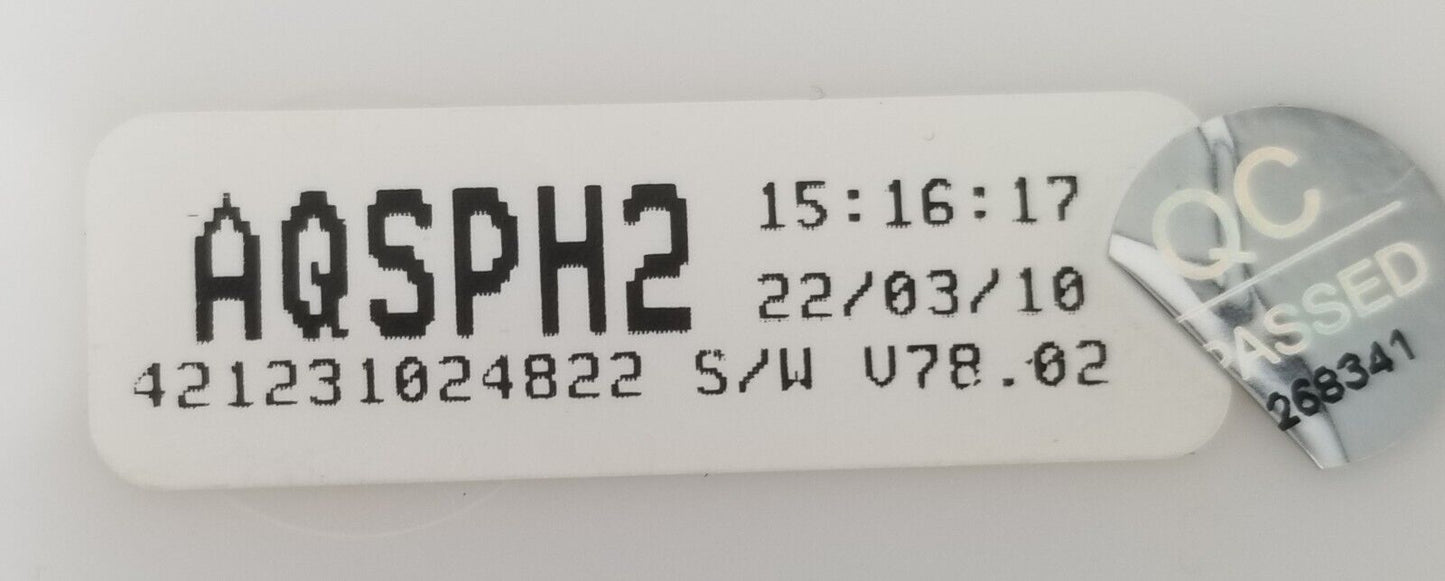 AQSPH2
15:16:17
22/03/10
421231024822 S/W V78.02
QC
PASSED
268341